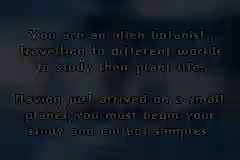 You are an alien botanist,
travelling to different worlds
to study their plant life.
Having just arrived on a small
planet, you must begin your
study and collect samples.